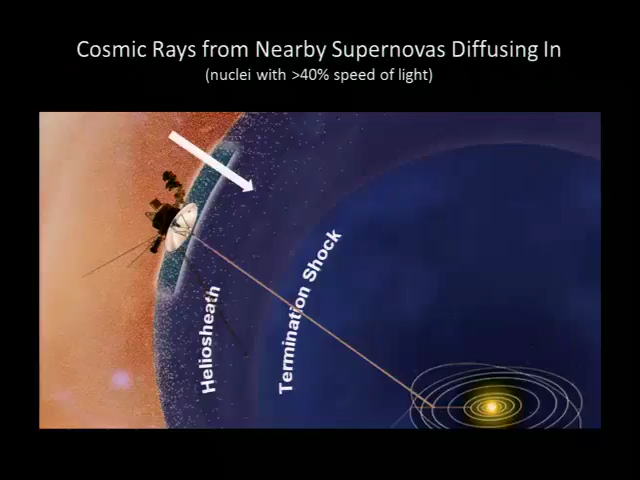 Cosmic Rays from Nearby Supernovas Diffusing In
(nuclei with >40% speed of light)
Heliosheath
Termination Shock